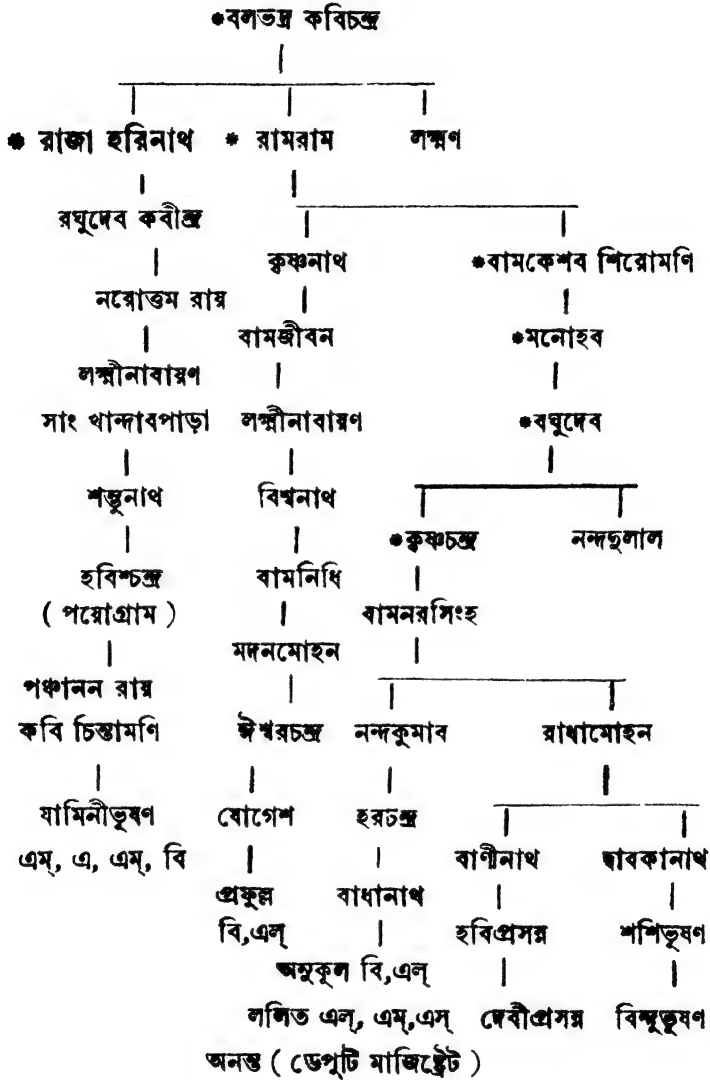 *বলভদ্র কবিচন্দ্র
* রাজা হরিনাথ * রামরাম লক্ষ্মণ
রঘুদেব কবীন্দ্র
কৃষ্ণনাথ *বামকেশব শিরোমণি
নরোত্তম রায়
বামজীবন *মনোহব
লক্ষ্মীনাবায়ণ
সাং খান্দাবপাড়া লক্ষ্মীনাবায়ণ *বঘুদেব
শম্ভুনাথ বিশ্বনাথ
*কৃষ্ণচন্দ্র নন্দদুলাল
হবিশ্চন্দ্র বামনিধি
( পয়োগ্রাম ) বামনরসিংহ
মদনমোহন
পঞ্চানন রায়
কবি চিন্তামণি ঈশ্বরচন্দ্র নন্দকুমাব রাধামোহন
যামিনীভূষণ যোগেশ হরচন্দ্র
এম্, এ, এম্, বি বাণীনাথ দ্বাবকানাথ
প্রফুল্ল বাধানাথ
বি,এল্ হবিপ্রসন্ন শশিভূষণ
অনুকূল বি,এল্
ললিত এল্, এম্,এস্ দেবীপ্রসন্ন বিন্দুভূষণ
অনন্ত ( ডেপুটি মাজিষ্ট্রেট )